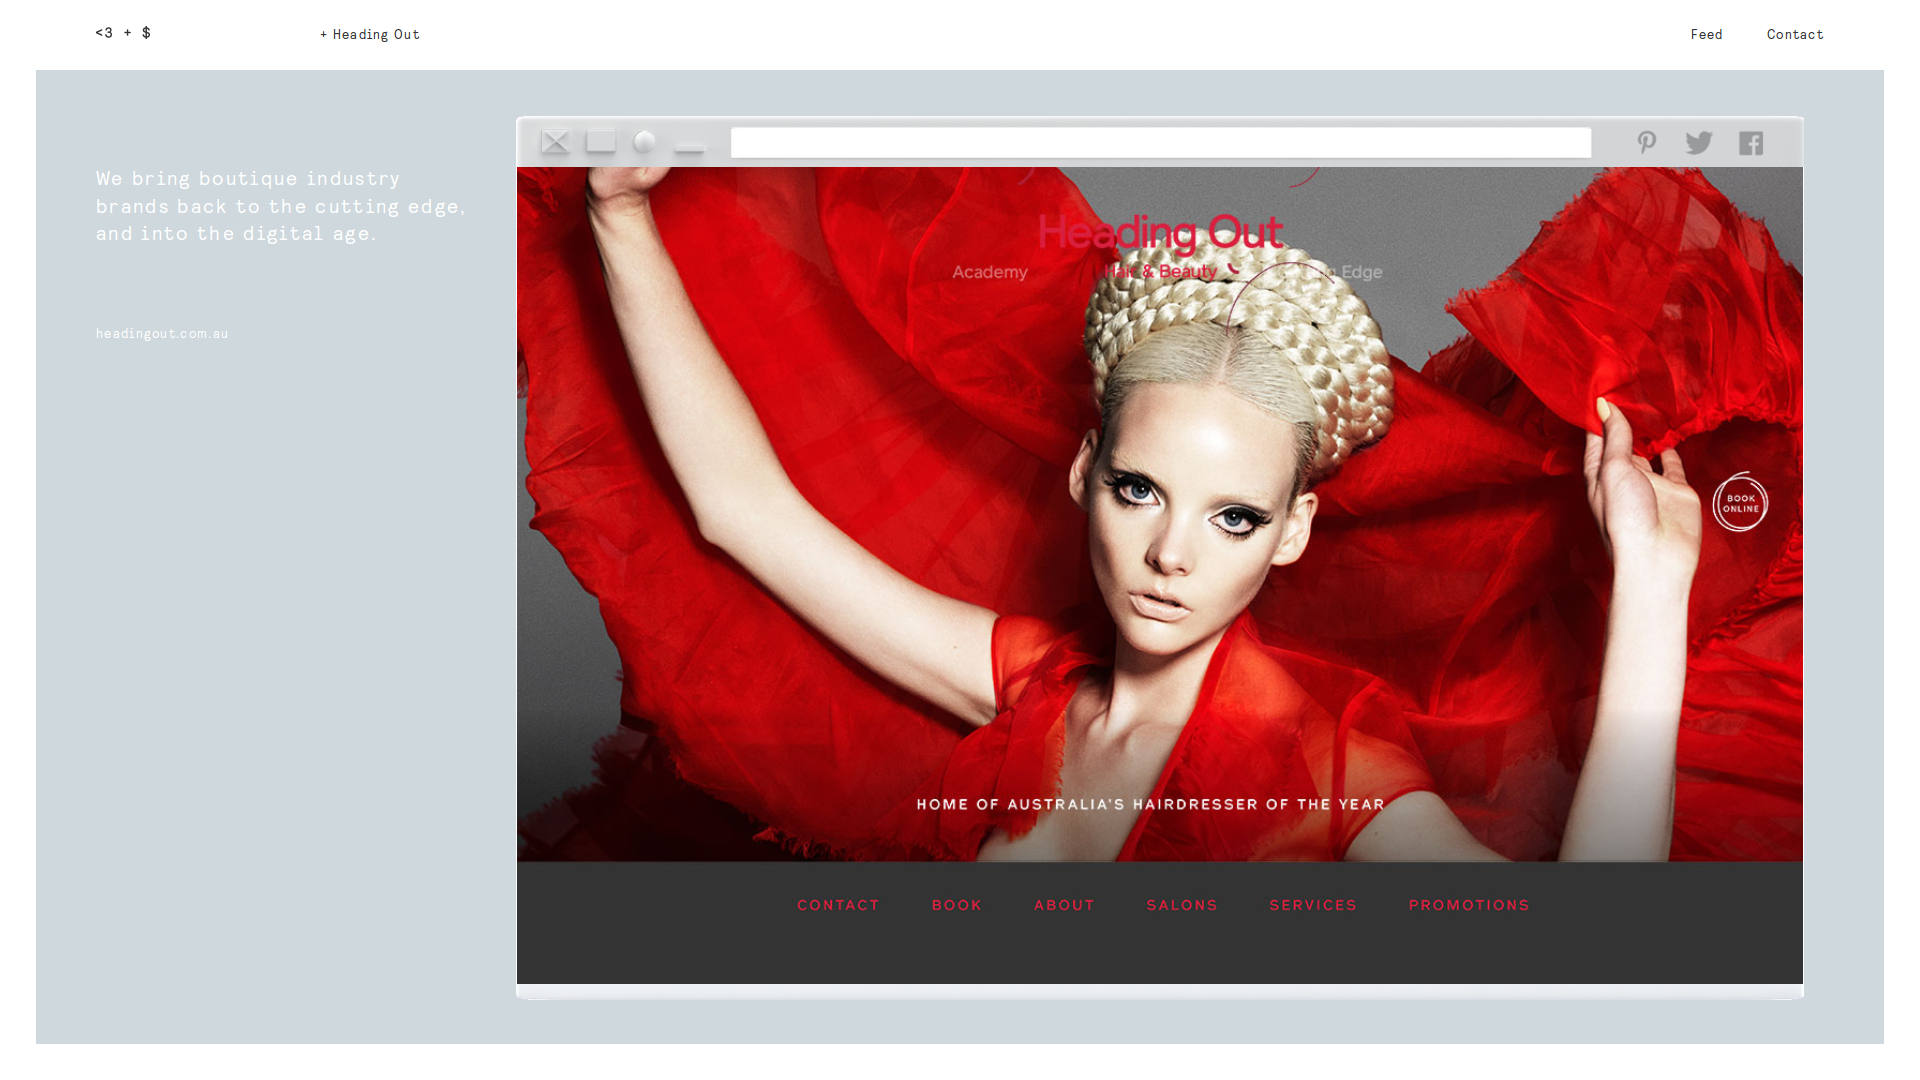 <3 + $
+ Heading Out
Feed
Contact
We bring boutique industry
brands back to the cutting edge,
and into the digital age.
headingout.com.au
Heading Out
Academy
Hair & Beauty
Edge
BOOK
ONLINE
HOME OF AUSTRALIA'S HAIRDRESSER OF THE YEAR
CONTACT
BOOK
ABOUT
SALONS
SERVICES
PROMOTIONS